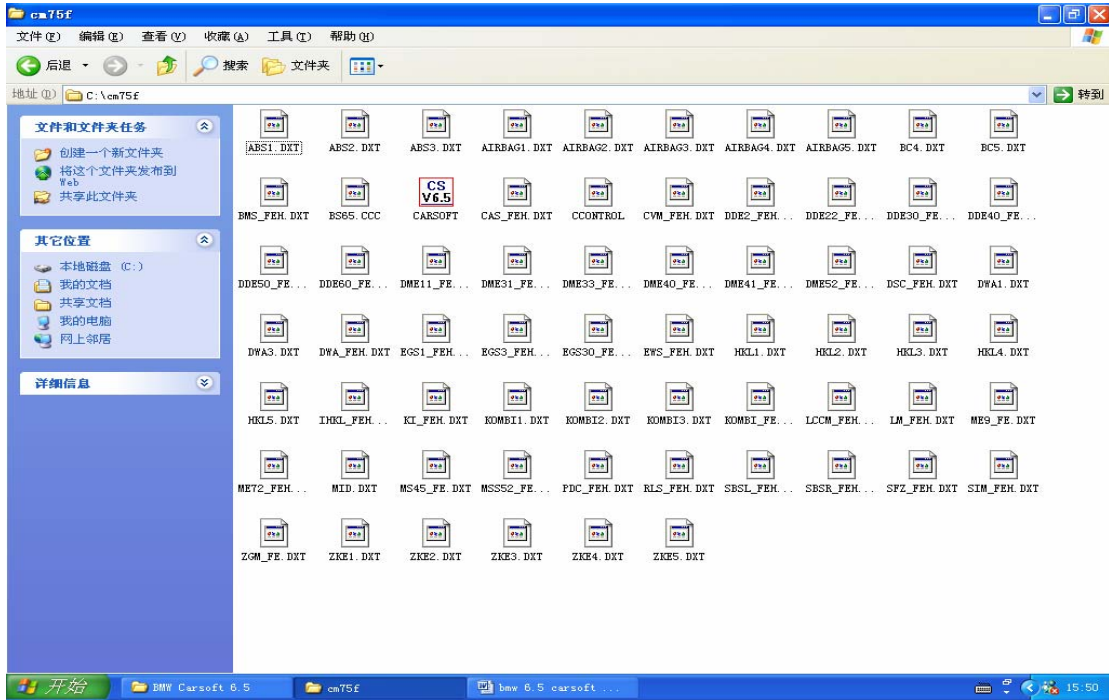 cm75f
文件(F) 编辑(E) 查看(V) 收藏(A) 工具(T) 帮助(H)
后退 搜索 文件夹
地址(D) C:\cm75f 转到
文件和文件夹任务
创建一个新文件夹
将这个文件夹发布到
Web
共享此文件夹
其它位置
本地磁盘 (C:)
我的文档
共享文档
我的电脑
网上邻居
详细信息
ABS1.DXT ABS2.DXT ABS3.DXT AIRBAG1.DXT AIRBAG2.DXT AIRBAG3.DXT AIRBAG4.DXT AIRBAG5.DXT BC4.DXT BC5.DXT
CS
V6.5
BMS_FEH.DXT BS65.CCC CARSOFT CAS_FEH.DXT CCONTROL CVM_FEH.DXT DDE2_FEH... DDE22_FE... DDE30_FE... DDE40_FE...
DDE50_FE... DDE60_FE... DME11_FE... DME31_FE... DME33_FE... DME40_FE... DME41_FE... DME52_FE... DSC_FEH.DXT DWA1.DXT
DWA3.DXT DWA_FEH.DXT EGS1_FEH... EGS3_FEH... EGS30_FE... EWS_FEH.DXT HKL1.DXT HKL2.DXT HKL3.DXT HKL4.DXT
HKL5.DXT IHKL_FEH... KI_FEH.DXT KOMBI1.DXT KOMBI2.DXT KOMBI3.DXT KOMBI_FE... LCCM_FEH... LM_FEH.DXT ME9_FE.DXT
ME72_FEH... MID.DXT MS45_FE.DXT MSS52_FE... PDC_FEH.DXT RLS_FEH.DXT SBSL_FEH... SBSR_FEH... SFZ_FEH.DXT SIM_FEH.DXT
ZGM_FE.DXT ZKE1.DXT ZKE2.DXT ZKE3.DXT ZKE4.DXT ZKE5.DXT
开始 BMW Carsoft 6.5 cm75f bmw 6.5 carsoft ... 15:50